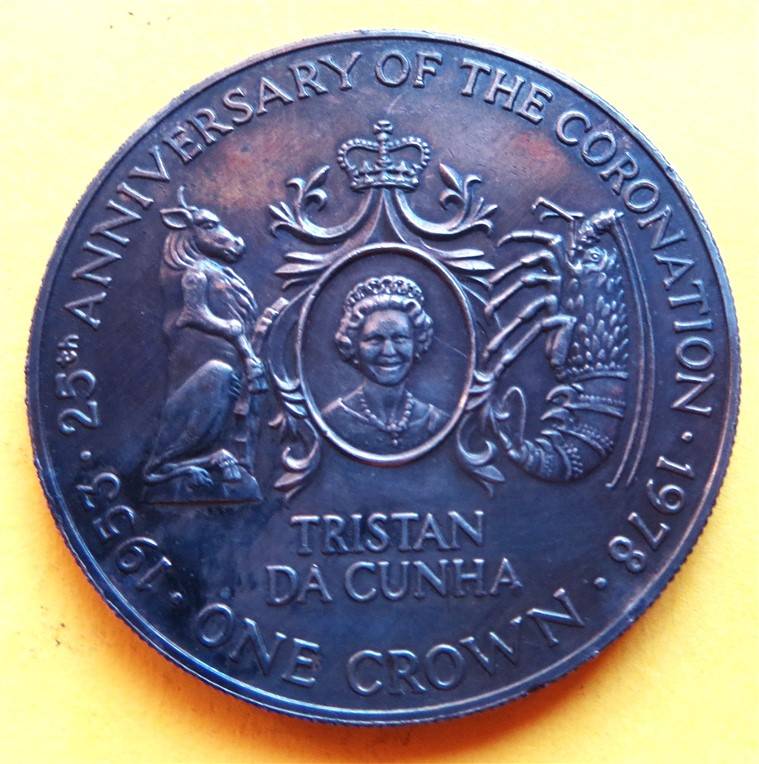 1953 · 25th ANNIVERSARY OF THE CORONATION · 1978
TRISTAN
DA CUNHA
· ONE CROWN ·